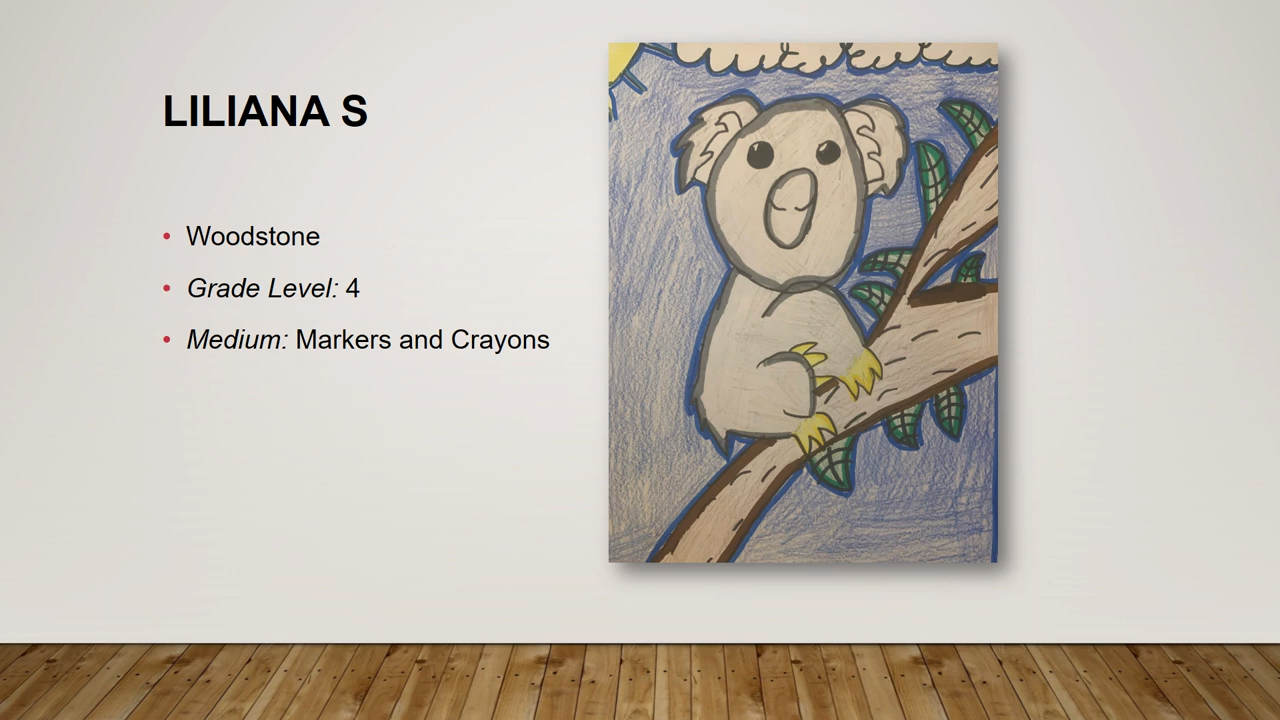 LILIANA S
• Woodstone
• Grade Level: 4
• Medium: Markers and Crayons